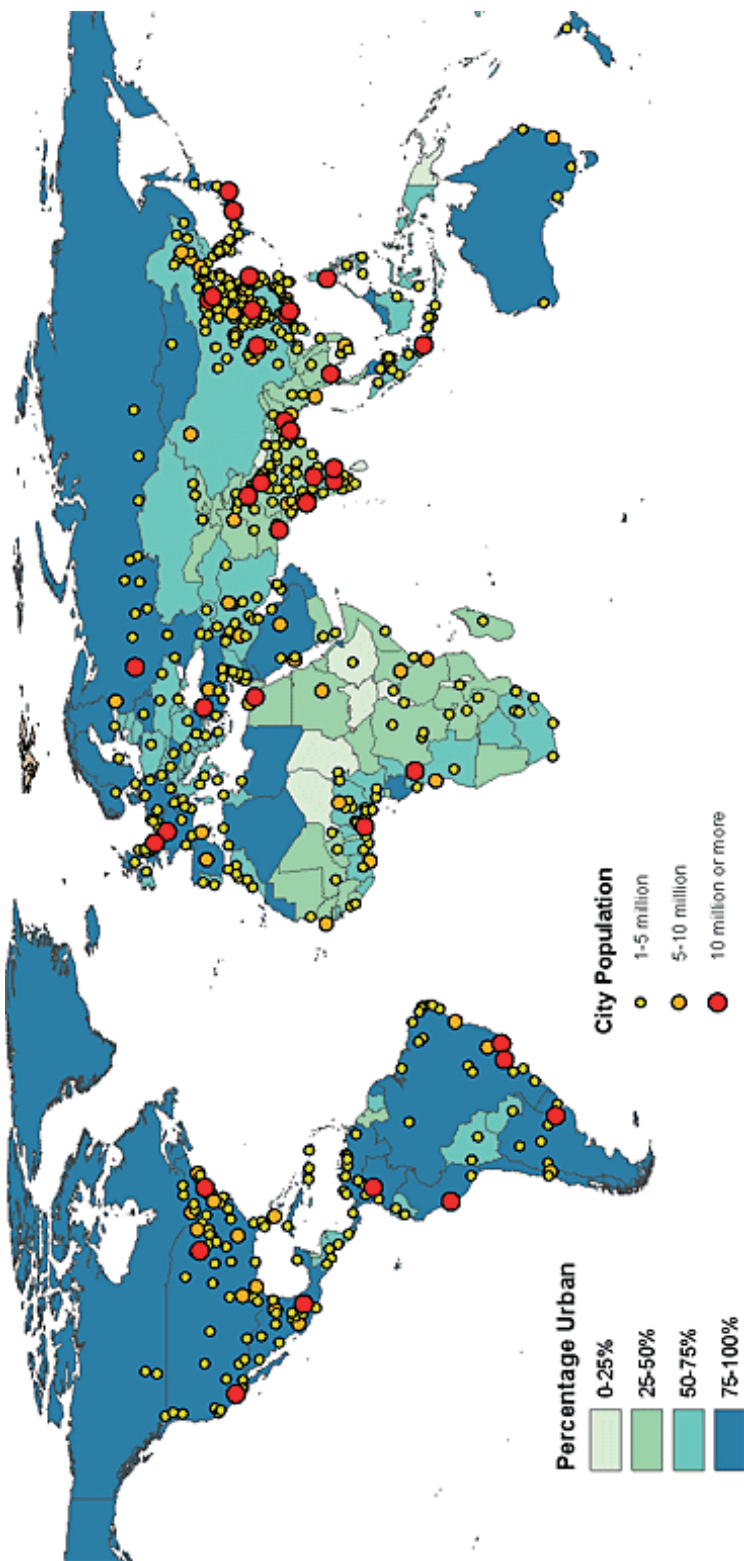 Percentage Urban
0-25%
25-50%
50-75%
75-100%
City Population
1-5 million
5-10 million
10 million or more